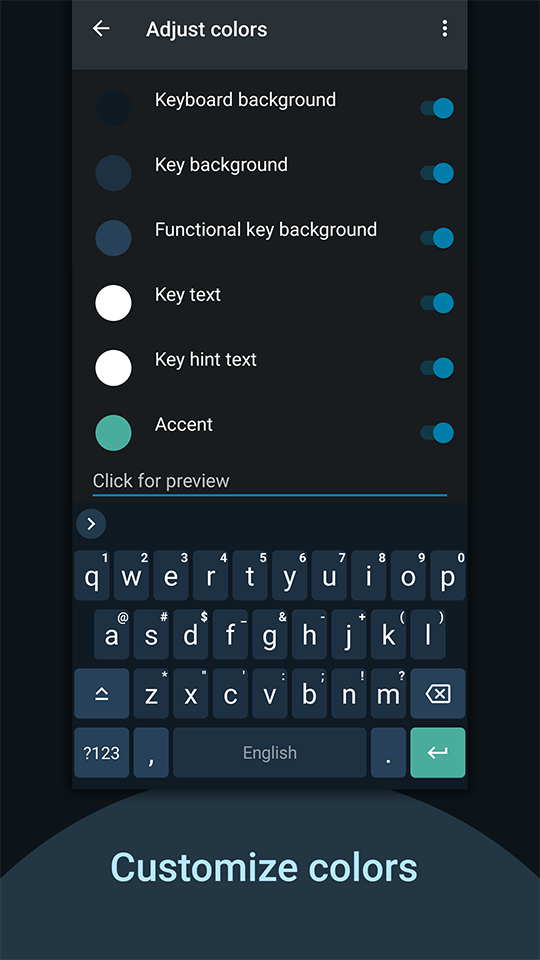 Adjust colors
Keyboard background
Key background
Functional key background
Key text
Key hint text
Accent
Click for preview
1 2 3 4 5 6 7 8 9 0
q w e r t y u i o p
@ # $ _ & - + ( )
a s d f g h j k l
* " ' : ; ! ?
z x c v b n m
?123 , English .
Customize colors